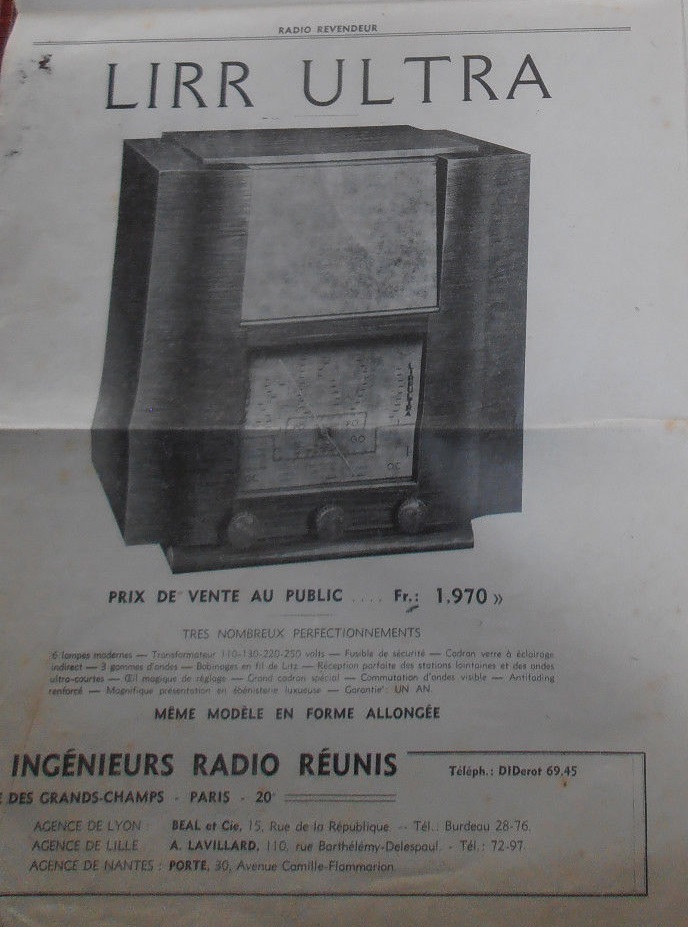 RADIO REVENDEUR
LIRR ULTRA
PRIX DE VENTE AU PUBLIC .... Fr.: 1.970 »
TRES NOMBREUX PERFECTIONNEMENTS
6 lampes modernes — Transformateur 110-130-220-250 volts — Fusible de sécurité — Cadran verre à éclairage
indirect — 3 gammes d'ondes — Bobinages en fil de Litz — Réception parfaite des stations lointaines et des ondes
ultra-courtes — Œil magique de réglage — Grand cadran spécial — Commutation d'ondes visible — Antifading
renforcé — Magnifique présentation en ébénisterie luxueuse — Garantie : UN AN.
MÊME MODÈLE EN FORME ALLONGÉE
INGÉNIEURS RADIO RÉUNIS
Téléph.: DIDerot 69.45
DES GRANDS-CHAMPS - PARIS - 20e
AGENCE DE LYON : BEAL et Cie, 15, Rue de la République. -- Tél.: Burdeau 28-76.
AGENCE DE LILLE : A. LAVILLARD, 110, rue Barthélémy-Delespaul. - Tél.: 72-97.
AGENCE DE NANTES : PORTE, 30, Avenue Camille-Flammarion.